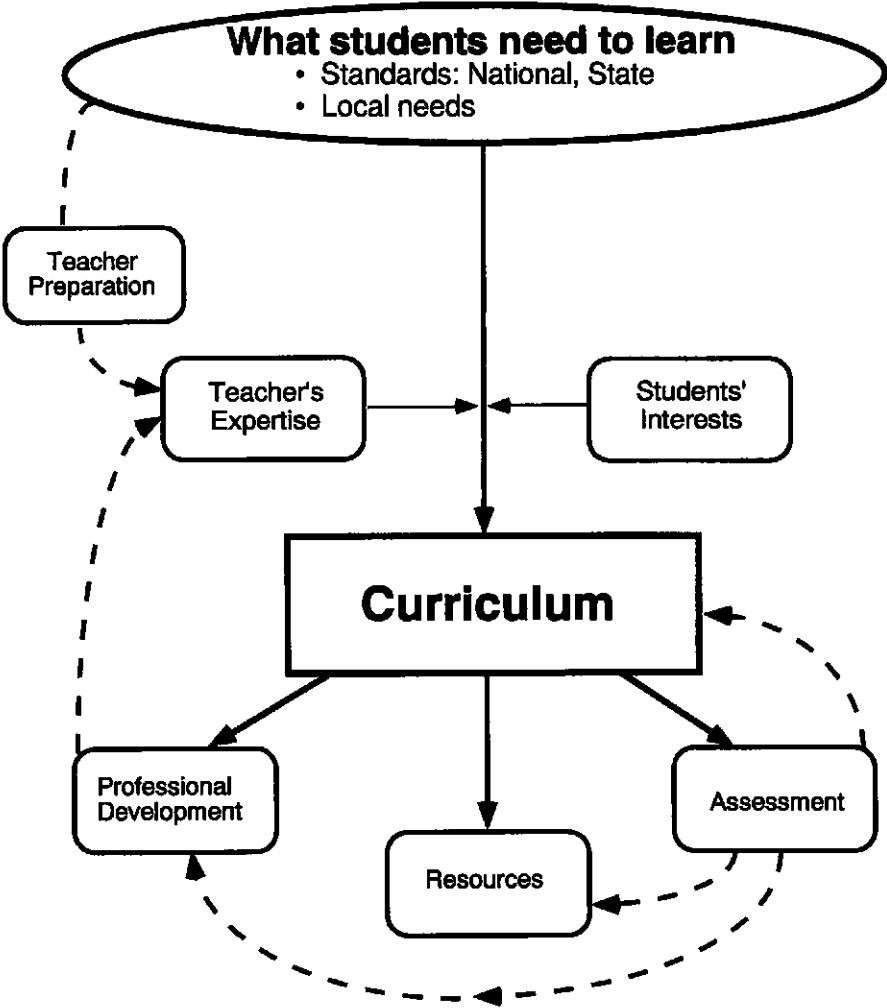 What students need to learn
• Standards: National, State
• Local needs
Teacher
Preparation
Teacher's
Expertise
Students'
Interests
Curriculum
Professional
Development
Assessment
Resources